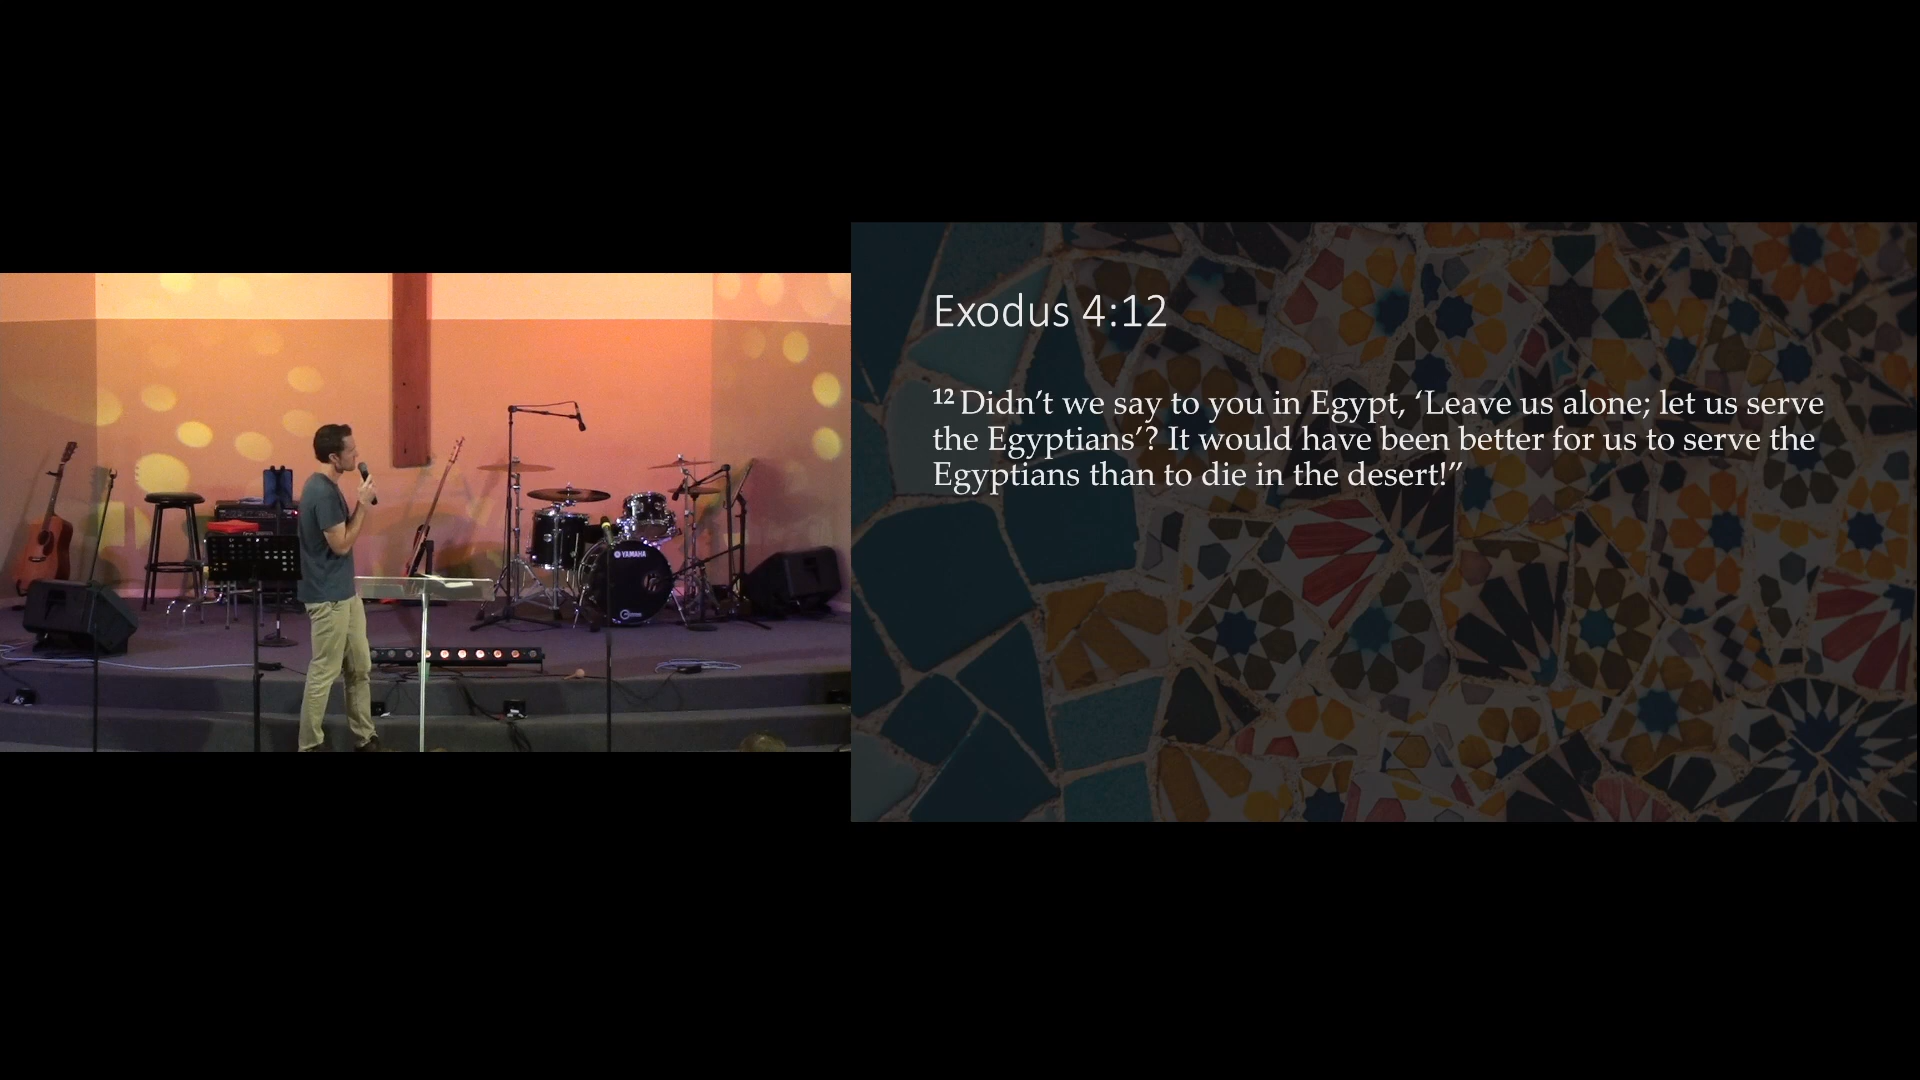 Exodus 4:12
12 Didn’t we say to you in Egypt, ‘Leave us alone; let us serve
the Egyptians’? It would have been better for us to serve the
Egyptians than to die in the desert!”
YAMAHA